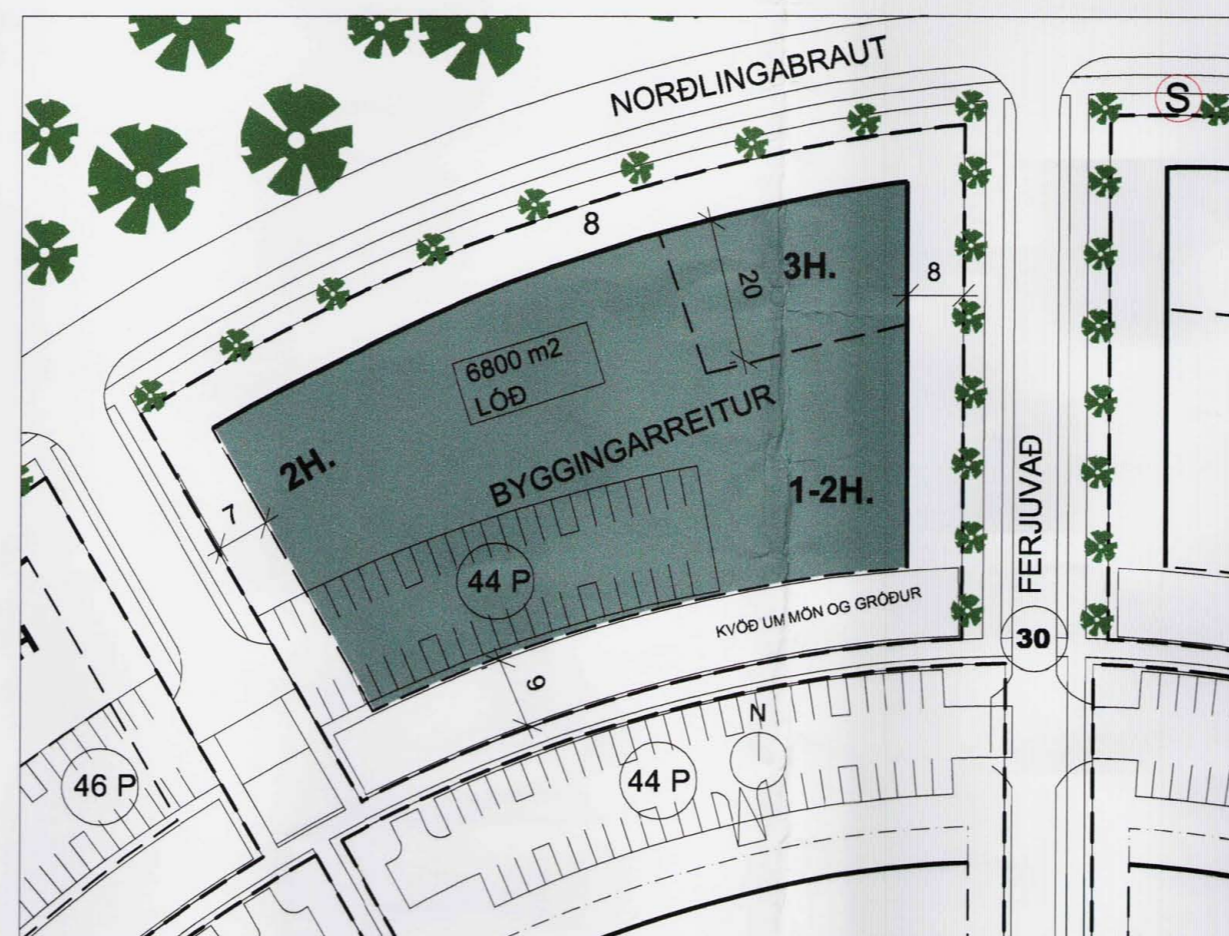 NORÐLINGABRAUT
S
8
3H.
20
8
6800 m2
LÓÐ
2H.
BYGGINGARREITUR
1-2H.
7
44 P
FERJUVAÐ
KVÖÐ UM MÖN OG GRÓÐUR
30
9
N
46 P
44 P